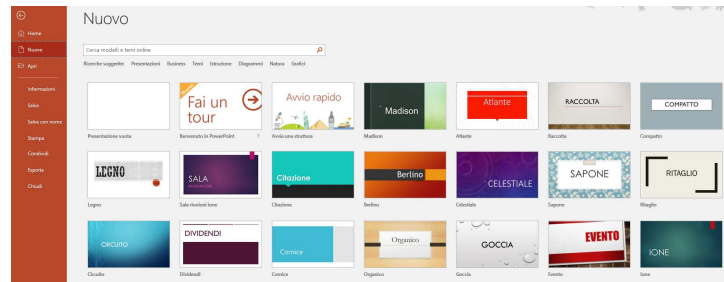 Nuovo
Home
Nuovo
Apri
Informazioni
Salva
Salva con nome
Stampa
Condividi
Esporta
Chiudi
Cerca modelli e temi online
Ricerche suggerite: Presentazioni Business Temi Istruzione Diagrammi Natura Grafici
Fai un
tour
Avvio rapido
Madison
Atlante
RACCOLTA
COMPATTO
Presentazione vuota
Benvenuto in PowerPoint
Avvia una struttura
Madison
Atlante
Raccolta
Compatto
LEGNO
SALA
Citazione
Berlino
CELESTIALE
SAPONE
RITAGLIO
Legno
Sala riunioni Ione
Citazione
Berlino
Celestiale
Sapone
Ritaglio
CIRCUITO
DIVIDENDI
Cornice
Organico
GOCCIA
EVENTO
IONE
Circuito
Dividendi
Cornice
Organico
Goccia
Evento
Ione